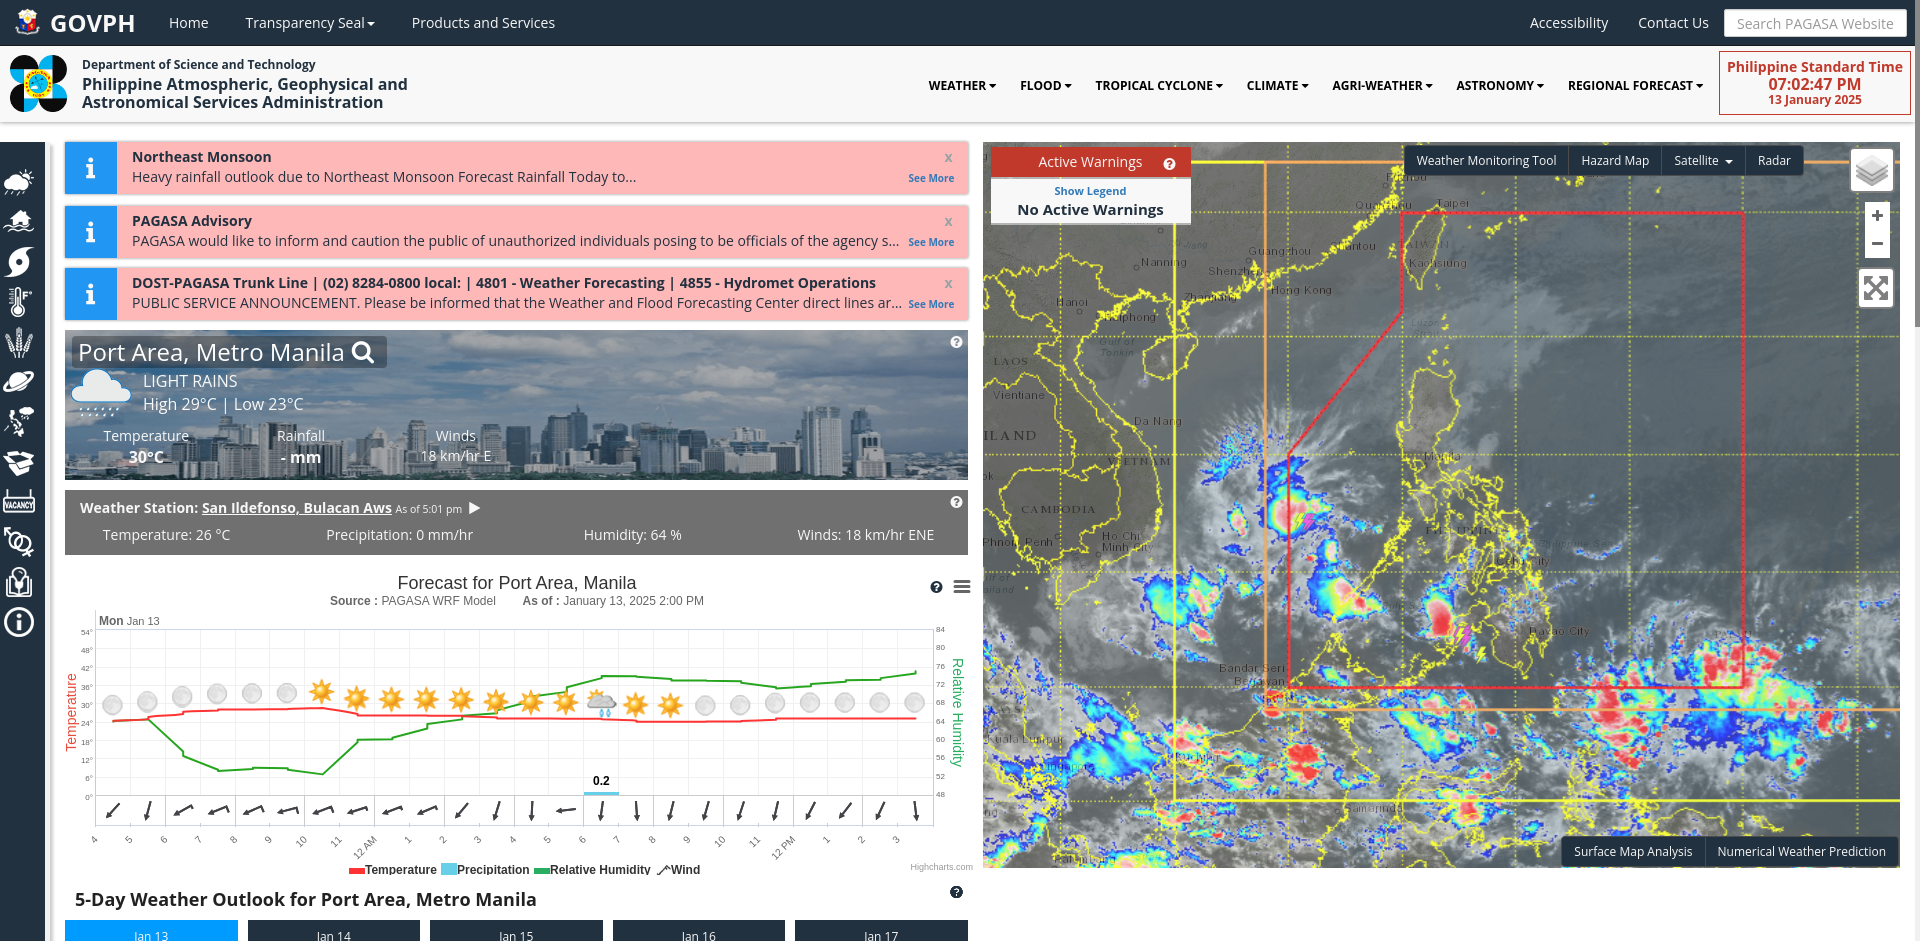 GOVPH
Home
Transparency Seal
Products and Services
Accessibility
Contact Us
Search PAGASA Website
Department of Science and Technology
Philippine Atmospheric, Geophysical and
Astronomical Services Administration
WEATHER
FLOOD
TROPICAL CYCLONE
CLIMATE
AGRI-WEATHER
ASTRONOMY
REGIONAL FORECAST
Philippine Standard Time
07:02:47 PM
13 January 2025
Northeast Monsoon
x
Heavy rainfall outlook due to Northeast Monsoon Forecast Rainfall Today to...
See More
PAGASA Advisory
x
PAGASA would like to inform and caution the public of unauthorized individuals posing to be officials of the agency s...
See More
DOST-PAGASA Trunk Line | (02) 8284-0800 local: | 4801 - Weather Forecasting | 4855 - Hydromet Operations
x
PUBLIC SERVICE ANNOUNCEMENT. Please be informed that the Weather and Flood Forecasting Center direct lines ar...
See More
Port Area, Metro Manila
LIGHT RAINS
High 29°C | Low 23°C
Temperature
Rainfall
Winds
30°C
- mm
18 km/hr E
Weather Station: San Ildefonso, Bulacan Aws As of 5:01 pm
Temperature: 26 °C
Precipitation: 0 mm/hr
Humidity: 64 %
Winds: 18 km/hr ENE
Forecast for Port Area, Manila
Source : PAGASA WRF Model As of : January 13, 2025 2:00 PM
Mon Jan 13
54°
48°
42°
36°
30°
24°
18°
12°
6°
0°
Temperature
84
80
76
72
68
64
60
56
52
48
Relative Humidity
0.2
4
5
6
7
8
9
10
11
12 AM
1
2
3
4
5
6
7
8
9
10
11
12 PM
1
2
3
Temperature
Precipitation
Relative Humidity
Wind
Highcharts.com
5-Day Weather Outlook for Port Area, Metro Manila
Jan 13
Jan 14
Jan 15
Jan 16
Jan 17
VACANCY
Active Warnings
Show Legend
No Active Warnings
Weather Monitoring Tool
Hazard Map
Satellite
Radar
+
−
Taipei
TAIWAN
Kaohsiung
Guangzhou
Shantou
Nanning
Shenzhen
Hong Kong
Zhanjiang
Hanoi
Haiphong
Gulf of
Tonkin
LAOS
Vientiane
Da Nang
VIETNAM
CAMBODIA
Phnom Penh
Ho Chi
Minh City
Manila
Davao City
Bandar Seri
Begawan
Kuala Lumpur
Kuching
Samarinda
Surface Map Analysis
Numerical Weather Prediction